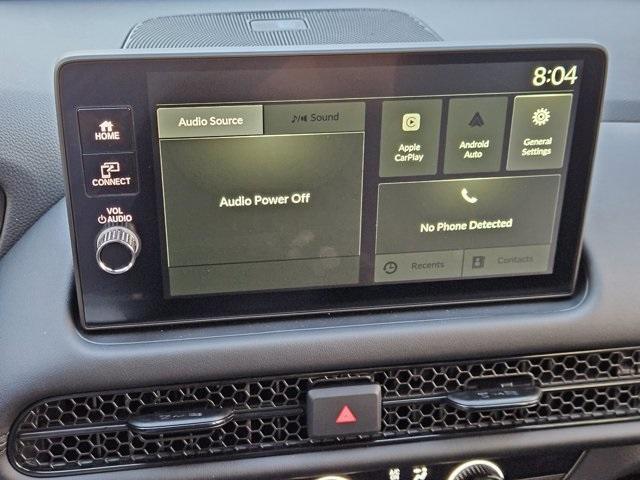 8:04
HOME
CONNECT
VOL
AUDIO
Audio Source
Sound
Audio Power Off
Apple
CarPlay
Android
Auto
General
Settings
No Phone Detected
Recents
Contacts